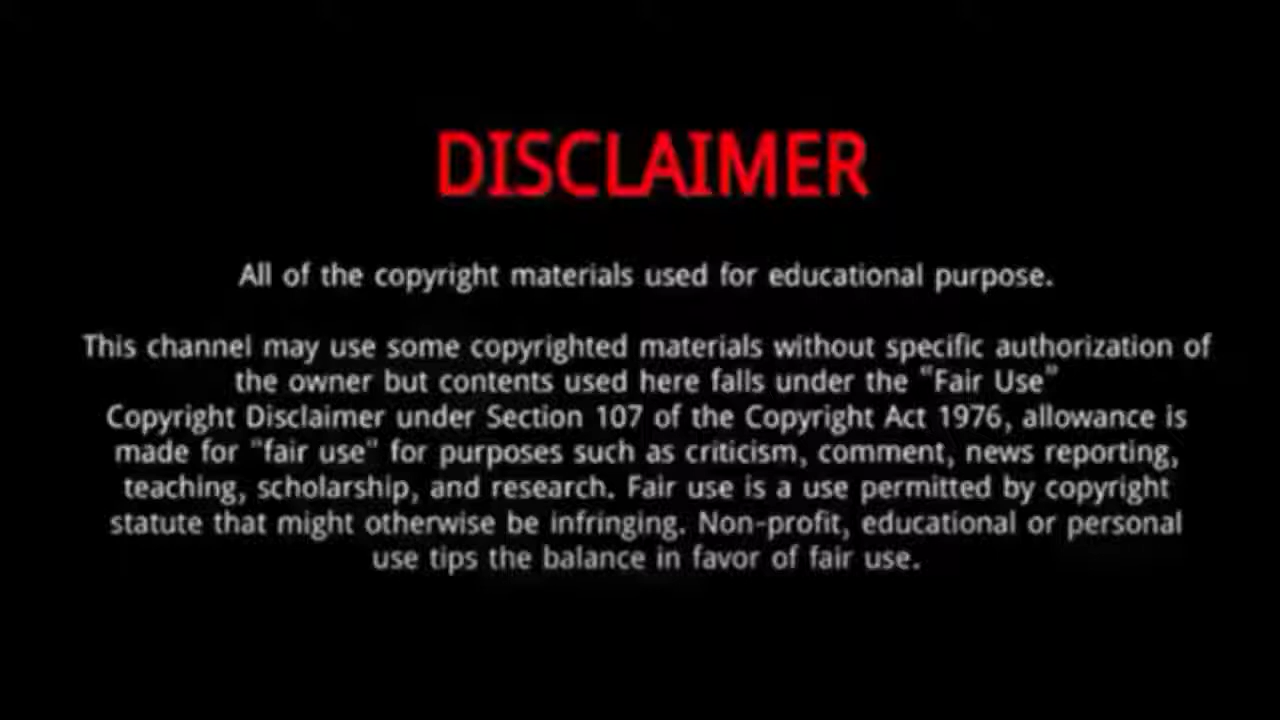 DISCLAIMER
All of the copyright materials used for educational purpose.
This channel may use some copyrighted materials without specific authorization of
the owner but contents used here falls under the “Fair Use”
Copyright Disclaimer under Section 107 of the Copyright Act 1976, allowance is
made for "fair use" for purposes such as criticism, comment, news reporting,
teaching, scholarship, and research. Fair use is a use permitted by copyright
statute that might otherwise be infringing. Non-profit, educational or personal
use tips the balance in favor of fair use.